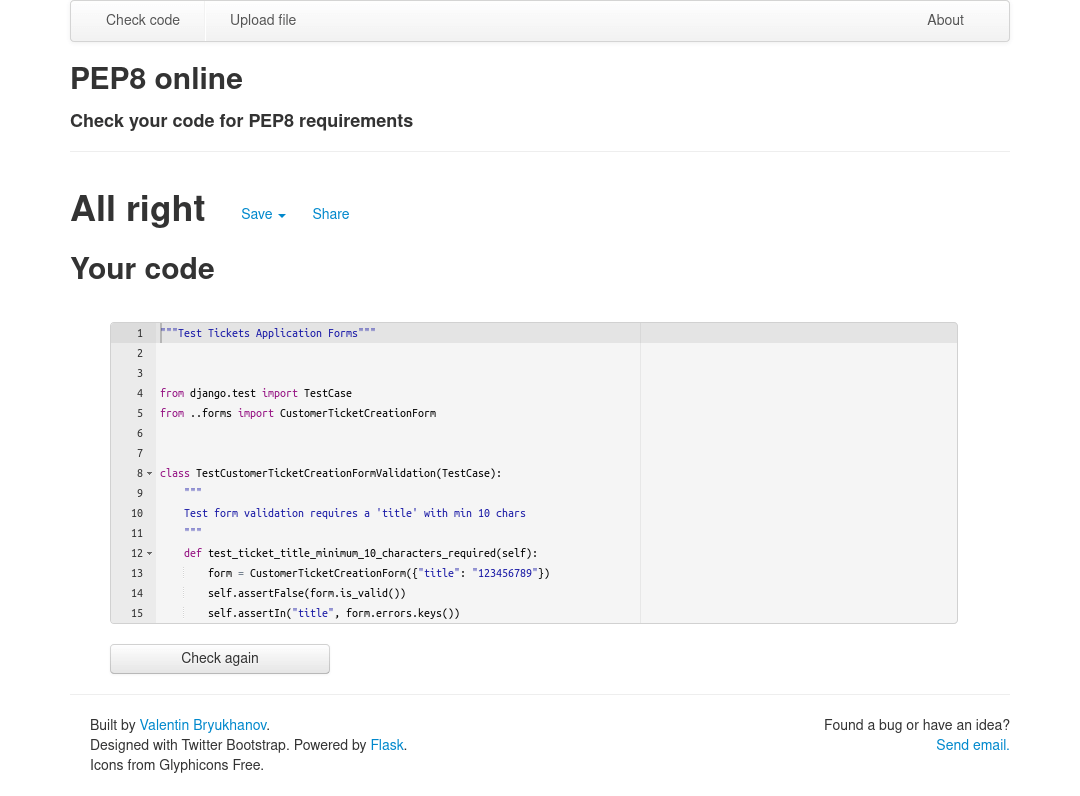 Check code Upload file About
PEP8 online
Check your code for PEP8 requirements
All right Save Share
Your code
1 """Test Tickets Application Forms"""
2
3
4 from django.test import TestCase
5 from ..forms import CustomerTicketCreationForm
6
7
8 class TestCustomerTicketCreationFormValidation(TestCase):
9 """
10 Test form validation requires a 'title' with min 10 chars
11 """
12 def test_ticket_title_minimum_10_characters_required(self):
13 form = CustomerTicketCreationForm({"title": "123456789"})
14 self.assertFalse(form.is_valid())
15 self.assertIn("title", form.errors.keys())
Check again
Built by Valentin Bryukhanov. Found a bug or have an idea?
Designed with Twitter Bootstrap. Powered by Flask. Send email.
Icons from Glyphicons Free.